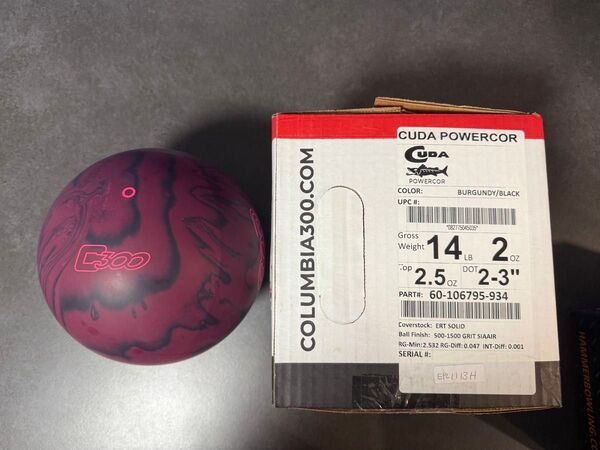 C300
COLUMBIA300.COM
CUDA POWERCOR
CUDA
POWERCOR
COLOR: BURGUNDY/BLACK
UPC #:
Gross Weight 14 LB 2 OZ
Top 2.5 OZ DOT 2-3"
PART#: 60-106795-934
Coverstock: ERT SOLID
Ball Finish: 500-1500 GRIT SIAAIR
RG-Min: 2.532 RG-Diff: 0.047 INT-Diff: 0.001
SERIAL #:
HAMMERBOWLING.CO